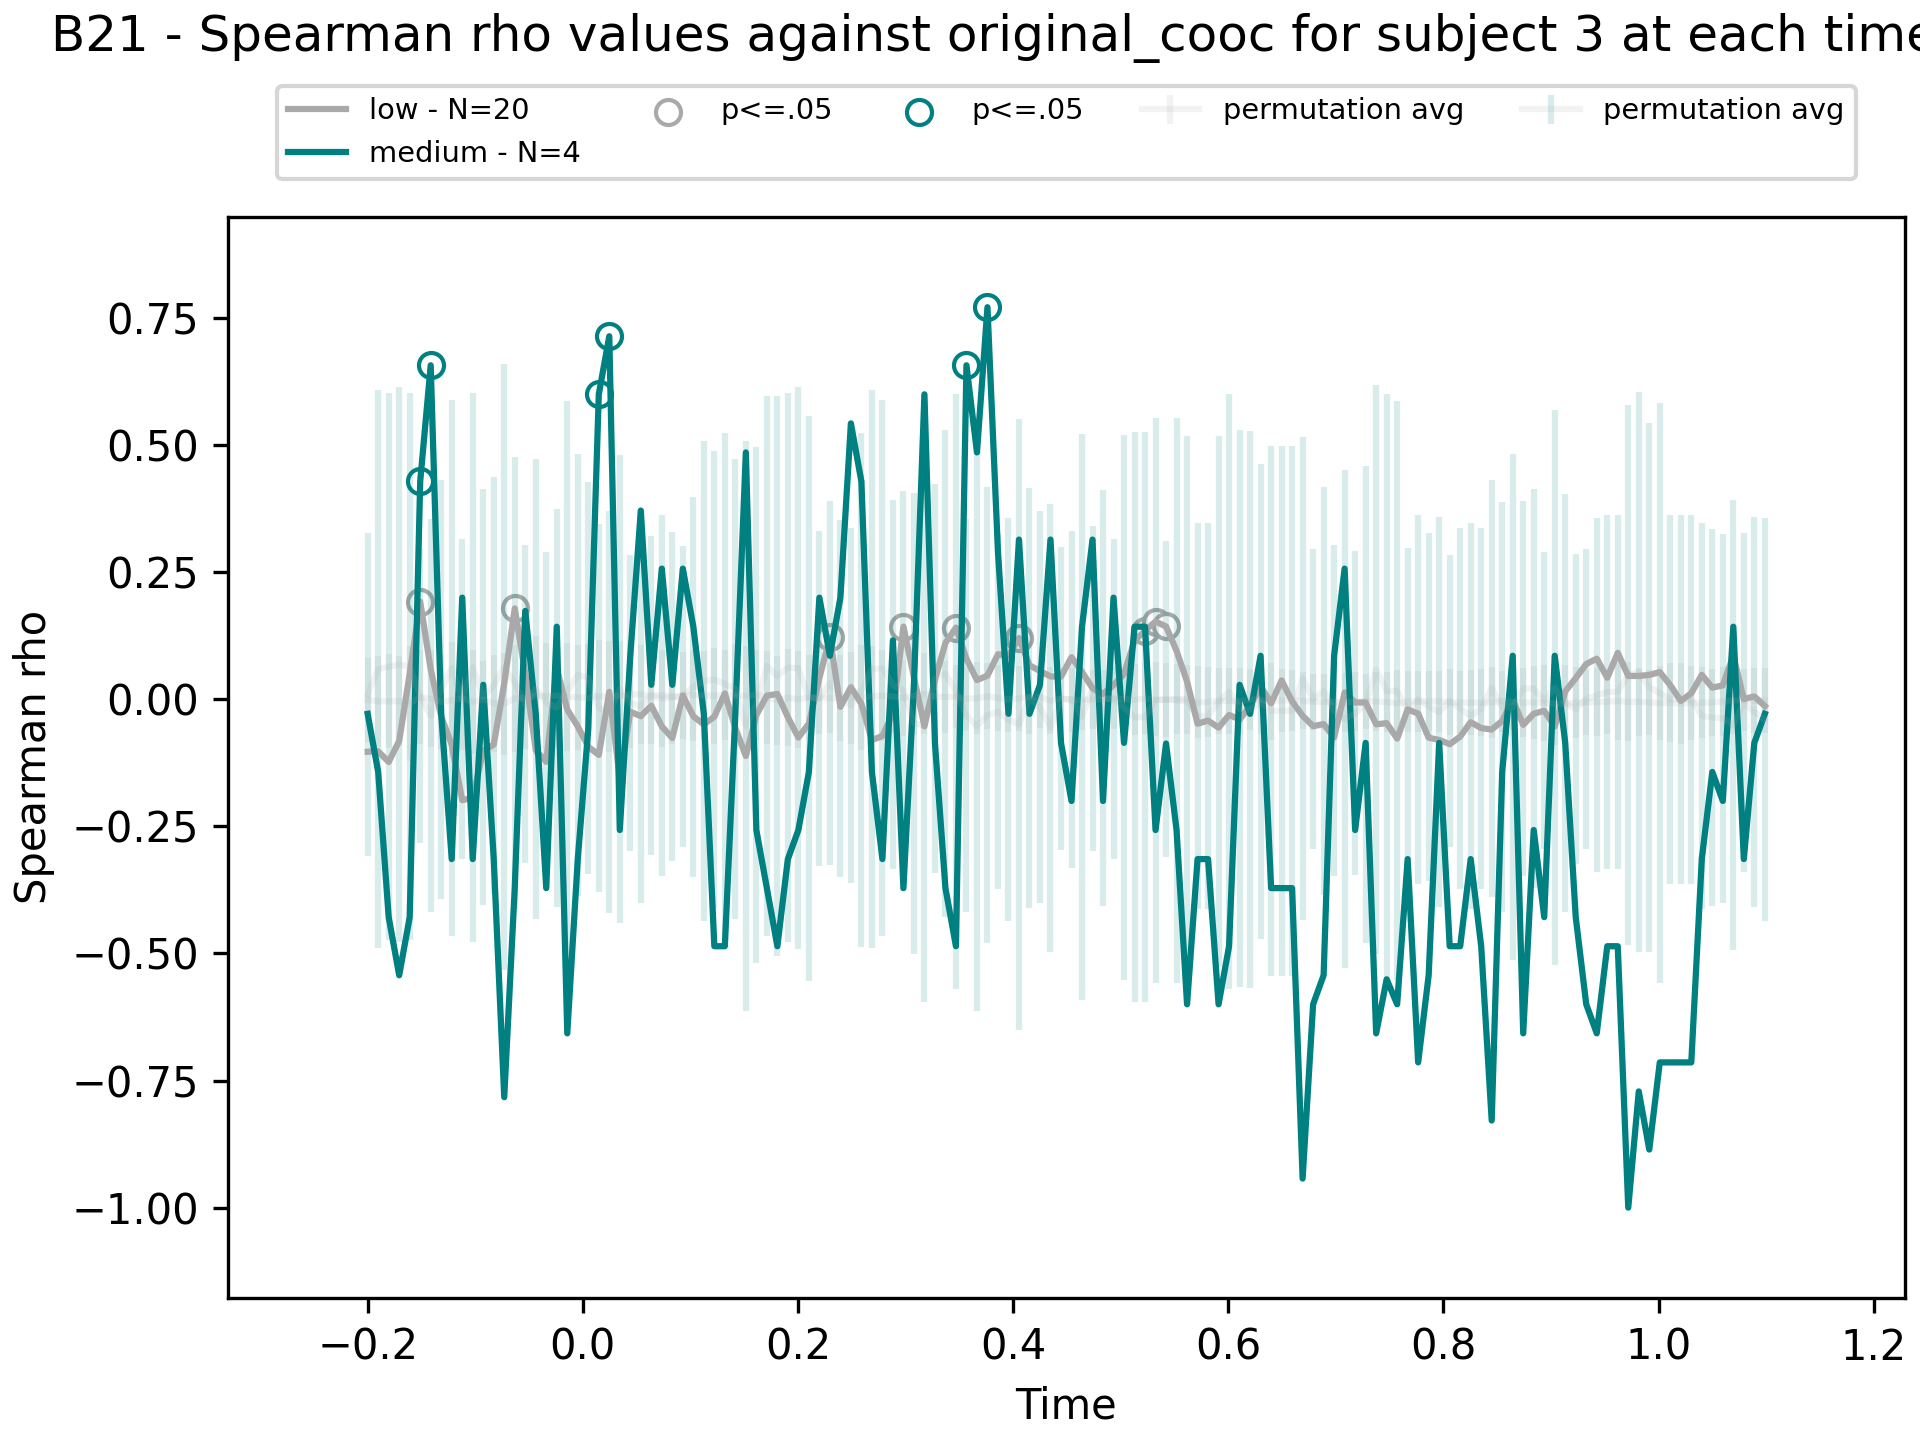 B21 - Spearman rho values against original_cooc for subject 3 at each time
low - N=20
medium - N=4
p<=.05
p<=.05
permutation avg
permutation avg
Spearman rho
0.75
0.50
0.25
0.00
−0.25
−0.50
−0.75
−1.00
−0.2
0.0
0.2
0.4
0.6
0.8
1.0
1.2
Time